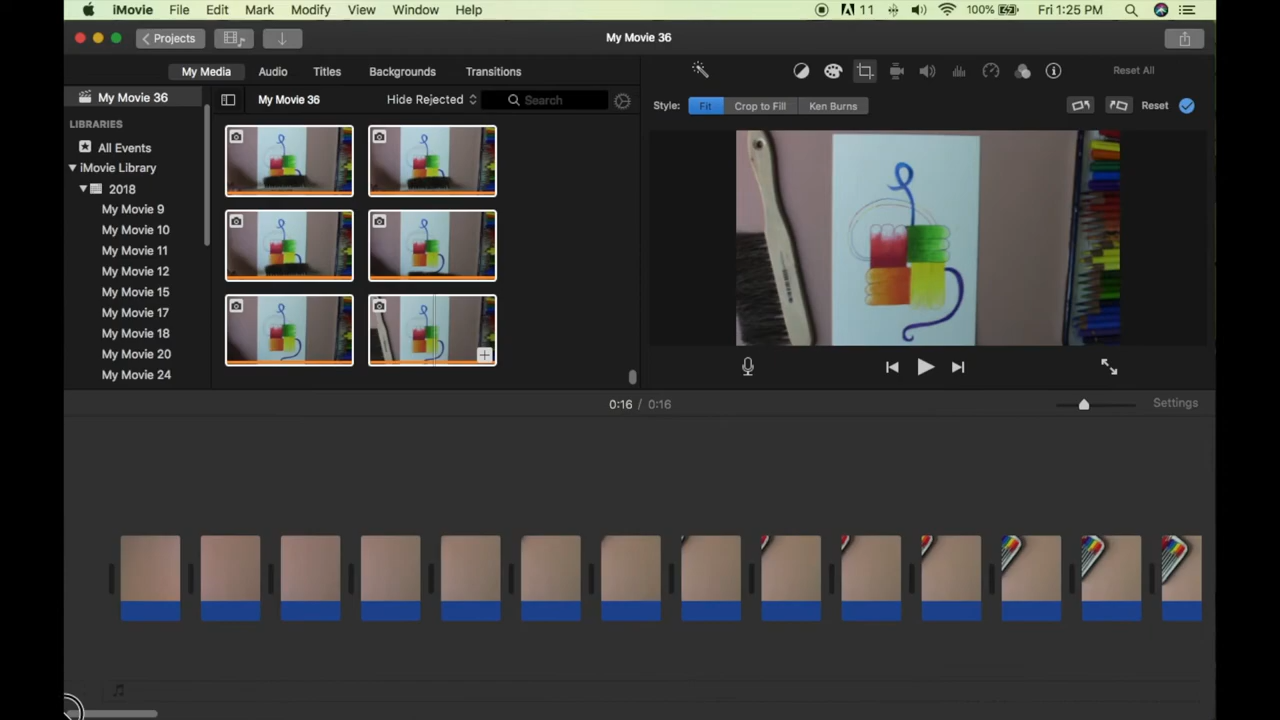 iMovie File Edit Mark Modify View Window Help 11 100% Fri 1:25 PM
Projects My Movie 36
My Media Audio Titles Backgrounds Transitions Reset All
My Movie 36 My Movie 36 Hide Rejected Search Style: Fit Crop to Fill Ken Burns Reset
LIBRARIES
All Events
iMovie Library
2018
My Movie 9
My Movie 10
My Movie 11
My Movie 12
My Movie 15
My Movie 17
My Movie 18
My Movie 20
My Movie 24
0:16 / 0:16 Settings